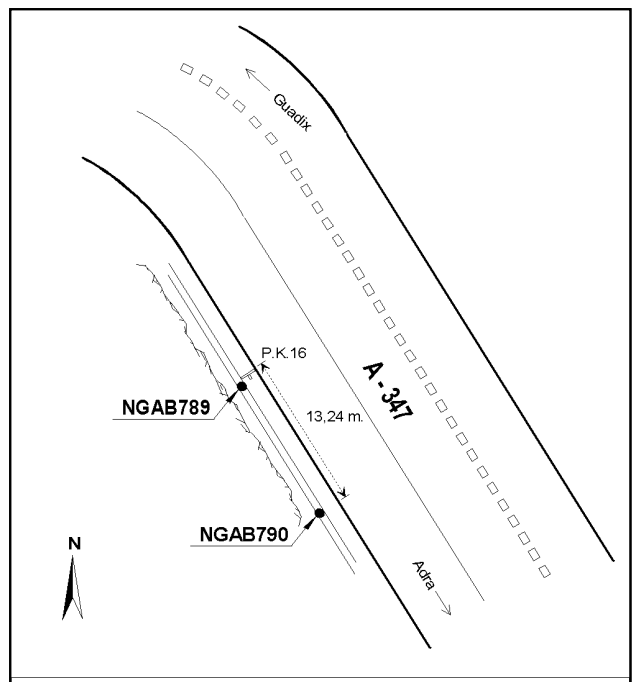 Guadix
P.K.16
A - 347
NGAB789
13,24 m.
NGAB790
N
Adra